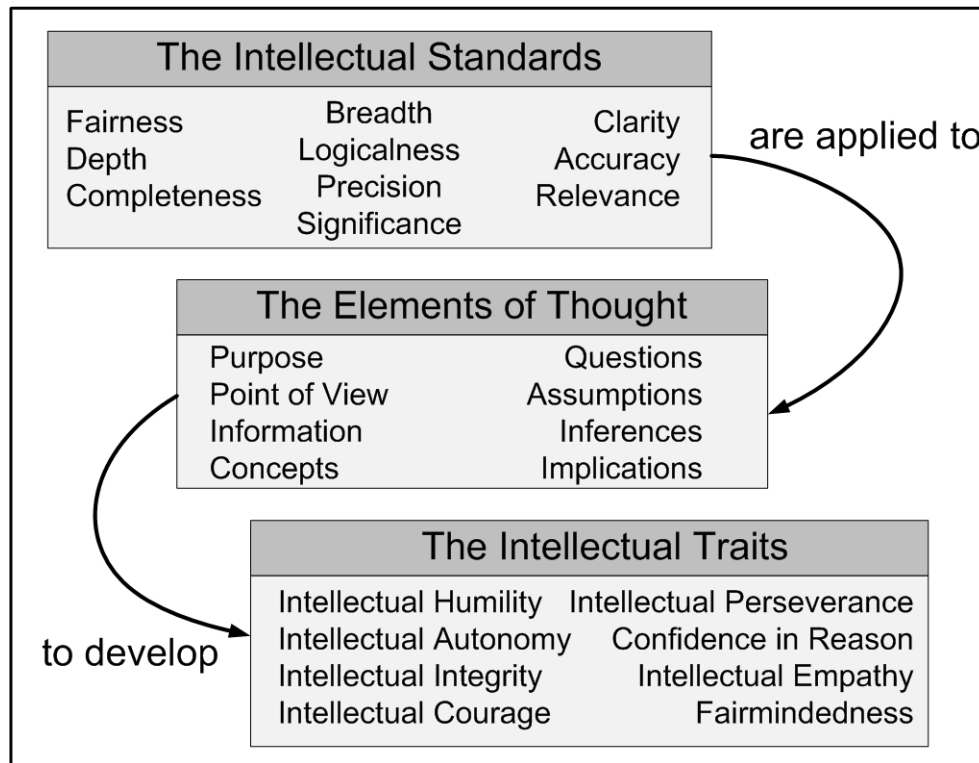 The Intellectual Standards
Fairness
Depth
Completeness
Breadth
Logicalness
Precision
Significance
Clarity
Accuracy
Relevance
are applied to
The Elements of Thought
Purpose
Point of View
Information
Concepts
Questions
Assumptions
Inferences
Implications
to develop
The Intellectual Traits
Intellectual Humility
Intellectual Autonomy
Intellectual Integrity
Intellectual Courage
Intellectual Perseverance
Confidence in Reason
Intellectual Empathy
Fairmindedness